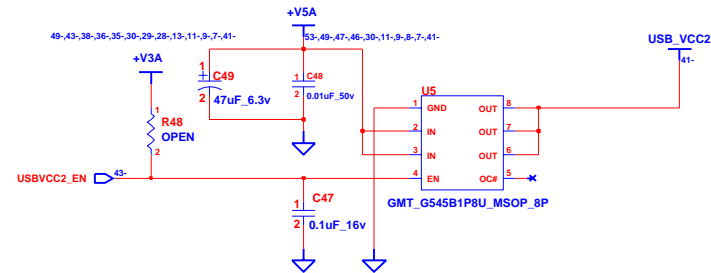 +V5A
49-,43-,38-,36-,35-,30-,29-,28-,13-,11-,9-,7-,41-
53-,49-,47-,46-,30-,11-,9-,8-,7-,41-
USB_VCC2
41-
+V3A
1
C49
2
47uF_6.3v
1
C48
2
0.01uF_50v
U5
1
GND
OUT
8
2
IN
OUT
7
3
IN
OUT
6
4
EN
OC#
5
1
R48
OPEN
2
USBVCC2_EN
43-
GMT_G545B1P8U_MSOP_8P
1
C47
2
0.1uF_16v